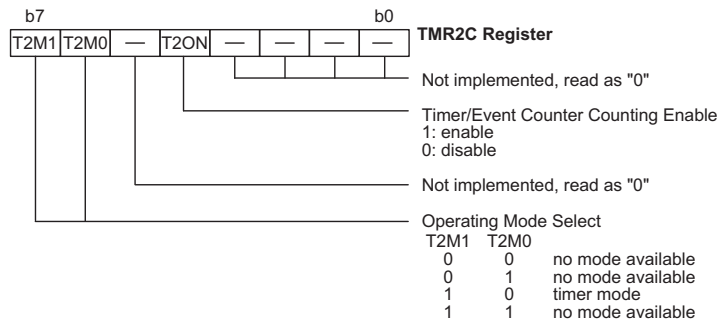 b7 b0
T2M1 T2M0 — T2ON — — — — TMR2C Register
Not implemented, read as "0"
Timer/Event Counter Counting Enable
1: enable
0: disable
Not implemented, read as "0"
Operating Mode Select
T2M1 T2M0
0 0 no mode available
0 1 no mode available
1 0 timer mode
1 1 no mode available